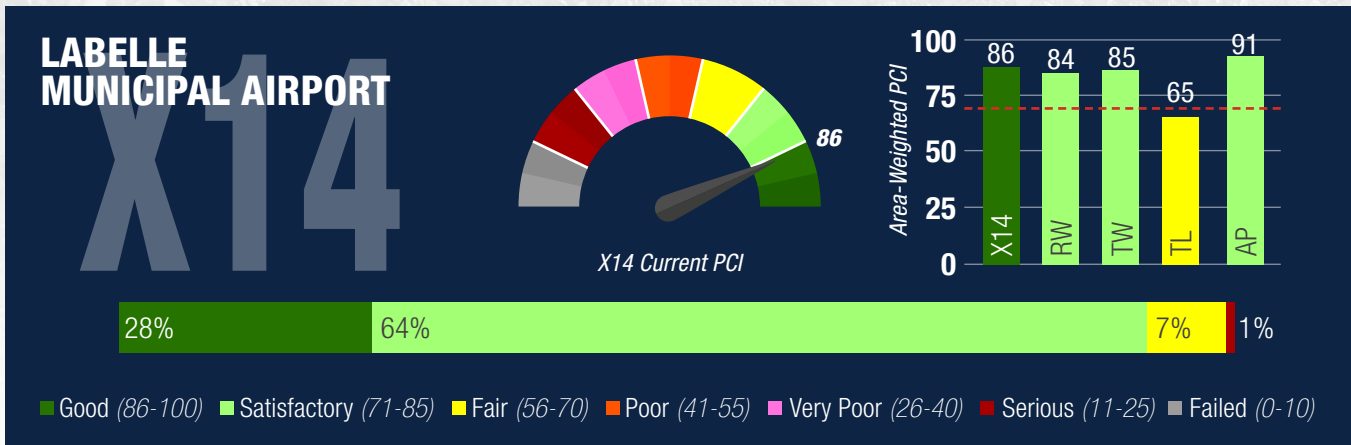 LABELLE
MUNICIPAL AIRPORT
X14
86
X14 Current PCI
Area-Weighted PCI
100
75
50
25
0
86
84
85
65
91
X14
RW
TW
TL
AP
28%
64%
7%
1%
Good (86-100)
Satisfactory (71-85)
Fair (56-70)
Poor (41-55)
Very Poor (26-40)
Serious (11-25)
Failed (0-10)